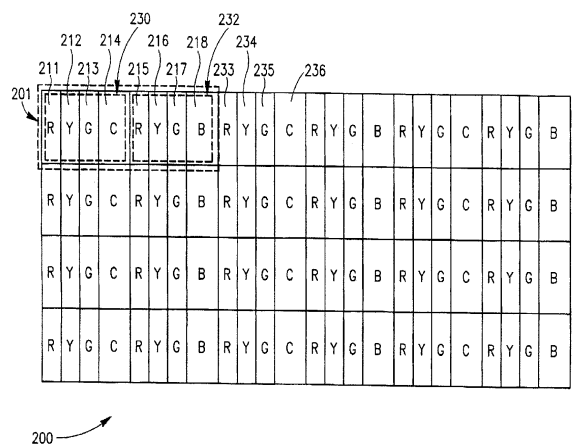 230 232
212 214 216 218 234
211 213 215 217 233 235 236
201
R Y G C R Y G B R Y G C R Y G B R Y G C R Y G B
R Y G C R Y G B R Y G C R Y G B R Y G C R Y G B
R Y G C R Y G B R Y G C R Y G B R Y G C R Y G B
R Y G C R Y G B R Y G C R Y G B R Y G C R Y G B
200